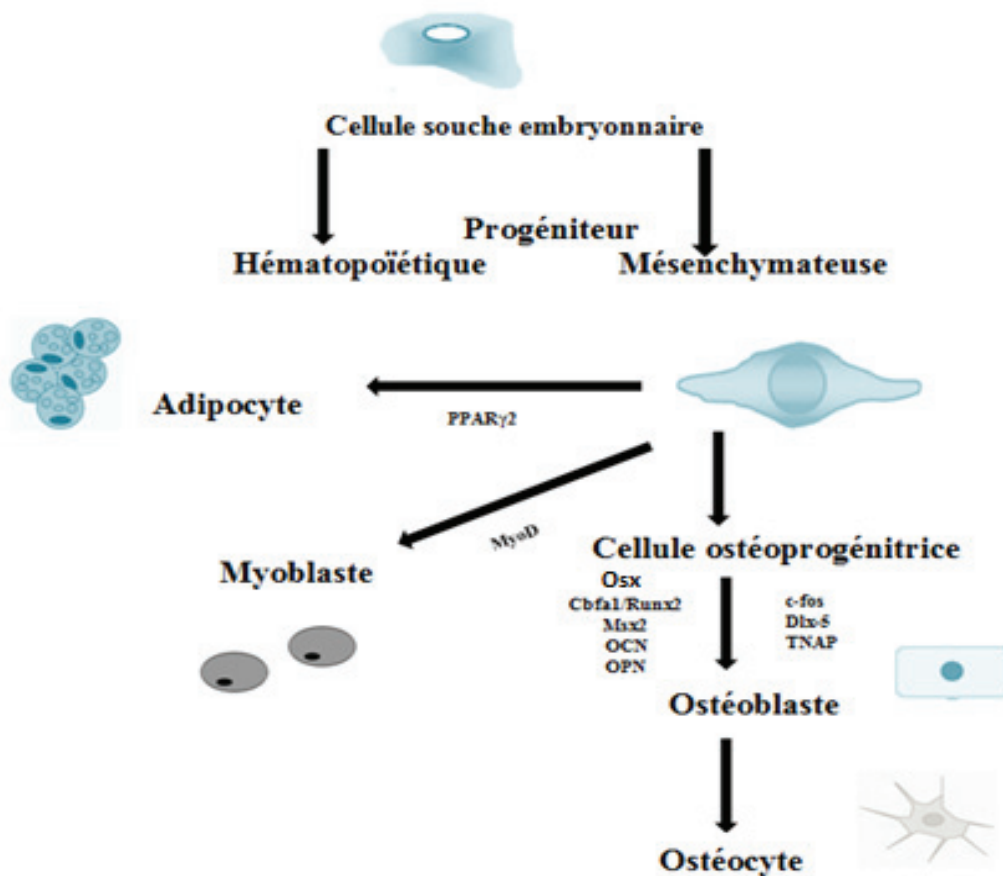 Cellule souche embryonnaire
Progéniteur
Hématopoïétique
Mésenchymateuse
Adipocyte
PPARγ2
MyoD
Myoblaste
Cellule ostéoprogénitrice
Osx
Cbfa1/Runx2
Msx2
OCN
OPN
c-fos
Dlx-5
TNAP
Ostéoblaste
Ostéocyte